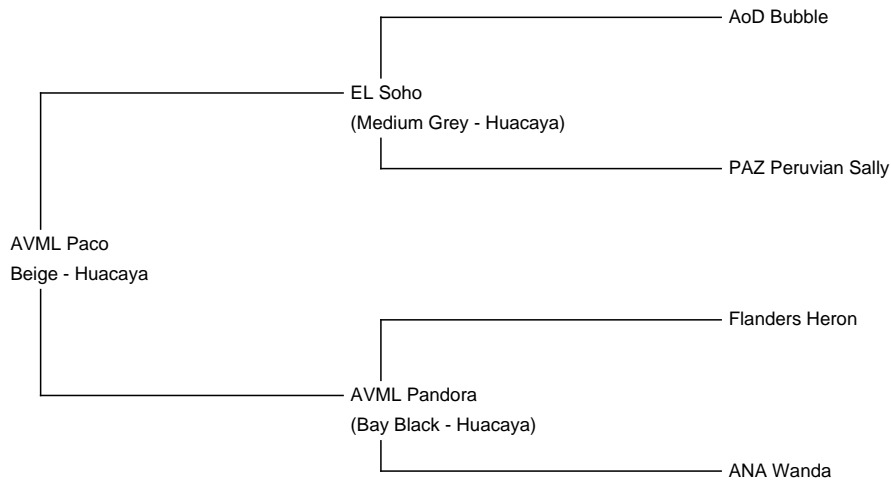 AoD Bubble
EL Soho
(Medium Grey - Huacaya)
PAZ Peruvian Sally
AVML Paco
Beige - Huacaya
Flanders Heron
AVML Pandora
(Bay Black - Huacaya)
ANA Wanda